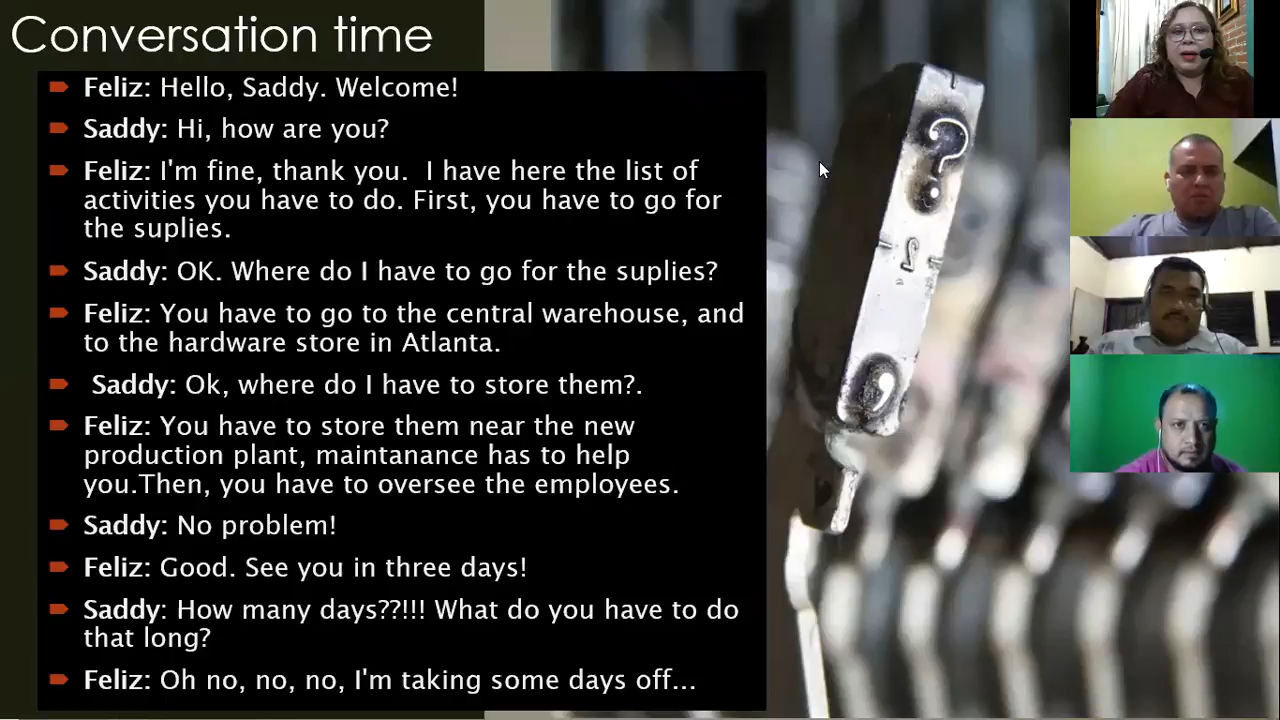 Conversation time
Feliz: Hello, Saddy. Welcome!
Saddy: Hi, how are you?
Feliz: I'm fine, thank you.  I have here the list of
activities you have to do. First, you have to go for
the suplies.
Saddy: OK. Where do I have to go for the suplies?
Feliz: You have to go to the central warehouse, and
to the hardware store in Atlanta.
Saddy: Ok, where do I have to store them?.
Feliz: You have to store them near the new
production plant, maintanance has to help
you.Then, you have to oversee the employees.
Saddy: No problem!
Feliz: Good. See you in three days!
Saddy: How many days??!!! What do you have to do
that long?
Feliz: Oh no, no, no, I'm taking some days off...
?
2
,